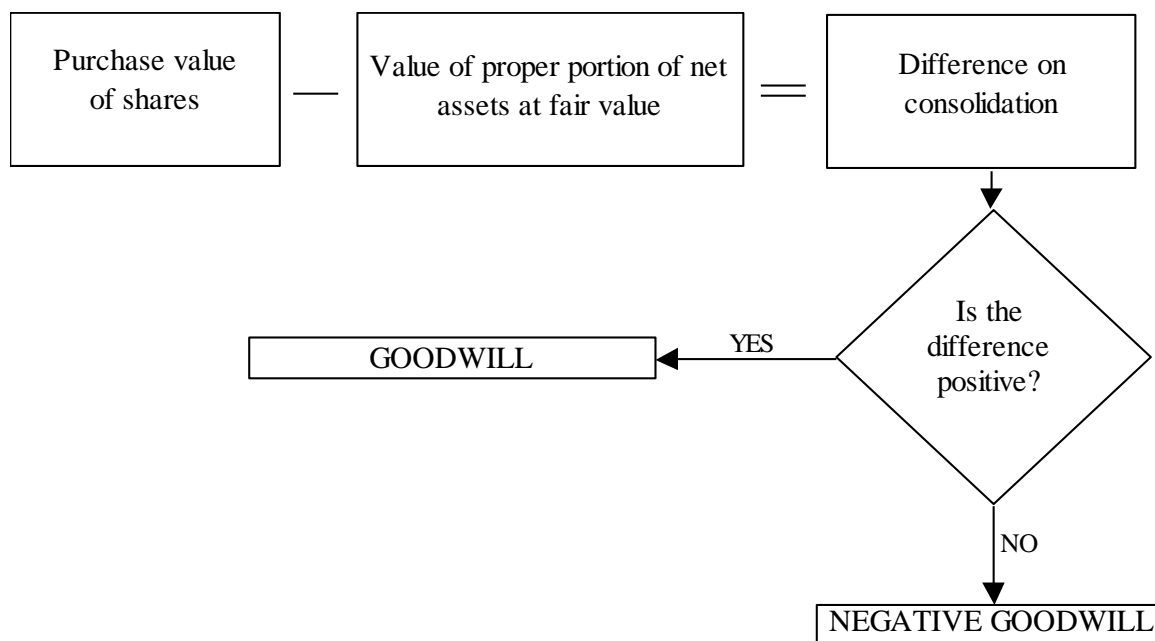 Purchase value
of shares
—
Value of proper portion of net
assets at fair value
=
Difference on
consolidation
Is the
difference
positive?
YES
GOODWILL
NO
NEGATIVE GOODWILL